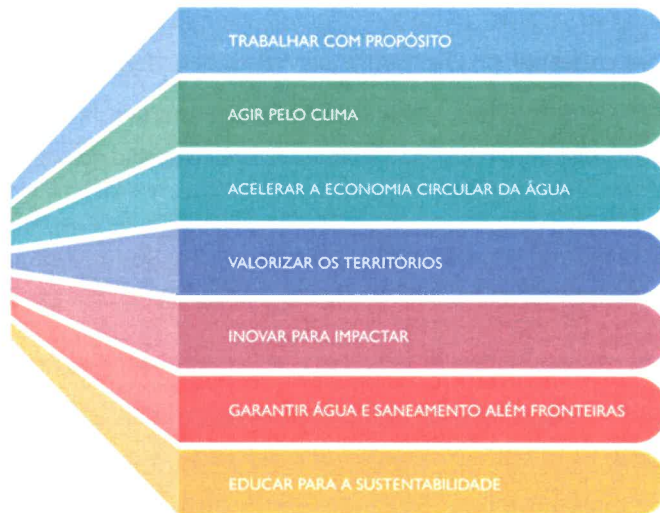 TRABALHAR COM PROPÓSITO
AGIR PELO CLIMA
ACELERAR A ECONOMIA CIRCULAR DA ÁGUA
VALORIZAR OS TERRITÓRIOS
INOVAR PARA IMPACTAR
GARANTIR ÁGUA E SANEAMENTO ALÉM FRONTEIRAS
EDUCAR PARA A SUSTENTABILIDADE